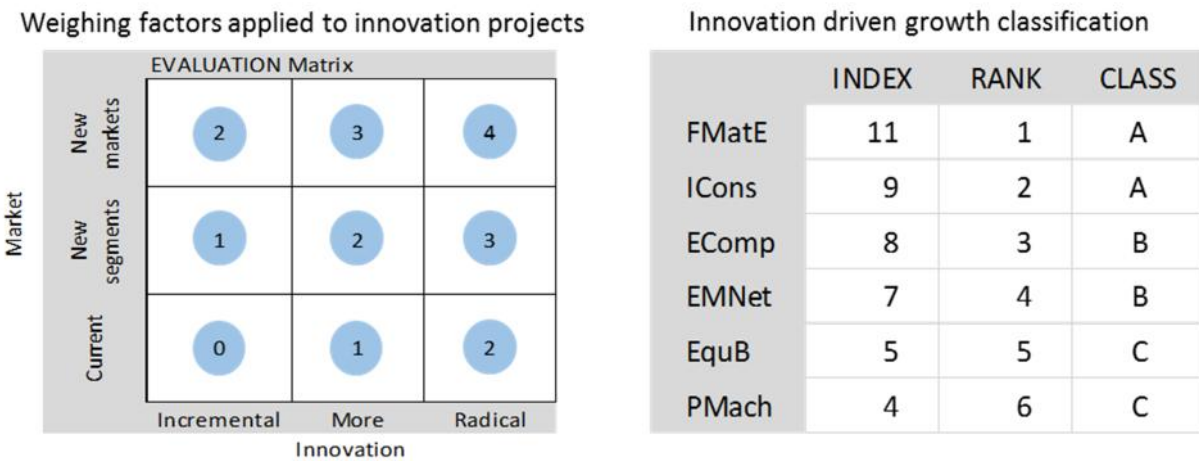 Weighing factors applied to innovation projects
EVALUATION Matrix
Market
New markets
2 3 4
New segments
1 2 3
Current
0 1 2
Incremental More Radical
Innovation
Innovation driven growth classification
INDEX RANK CLASS
FMatE 11 1 A
ICons 9 2 A
EComp 8 3 B
EMNet 7 4 B
EquB 5 5 C
PMach 4 6 C